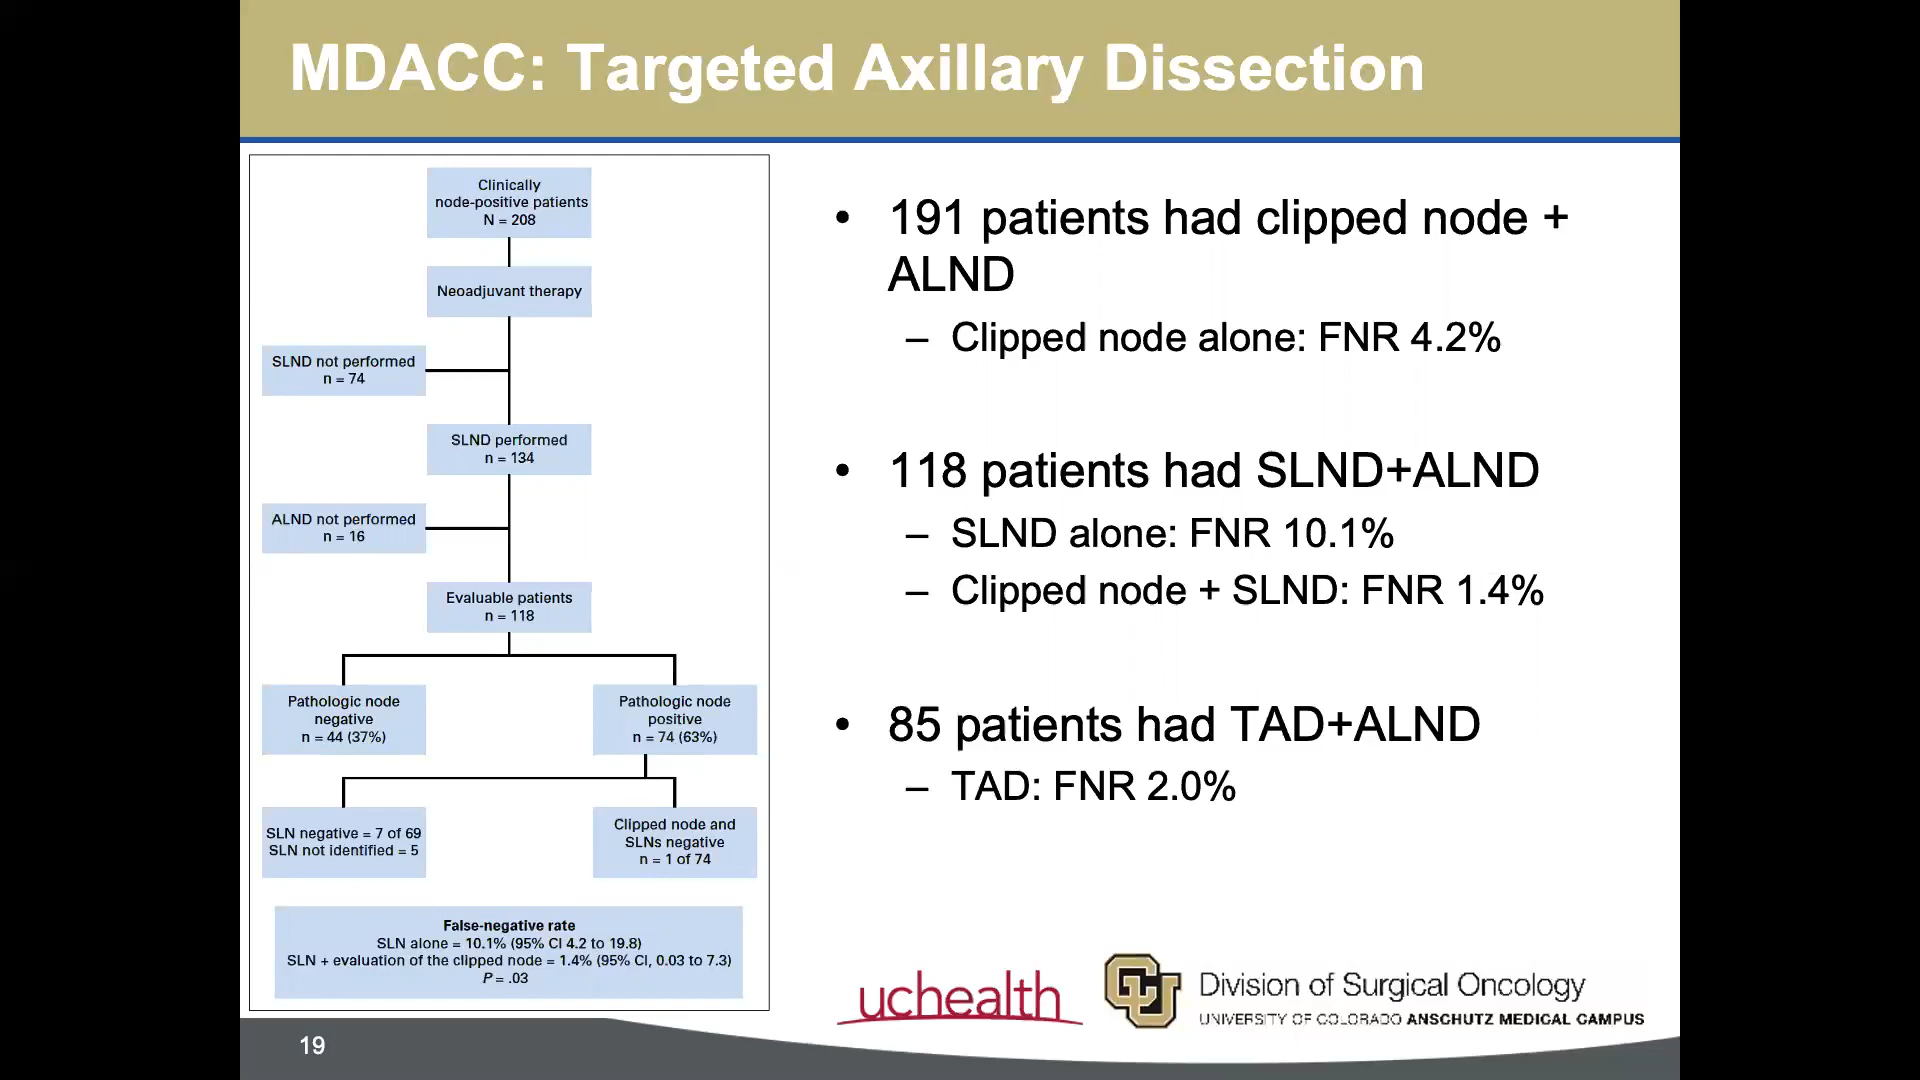 MDACC: Targeted Axillary Dissection
Clinically
node-positive patients
N = 208
Neoadjuvant therapy
SLND not performed
n = 74
SLND performed
n = 134
ALND not performed
n = 16
Evaluable patients
n = 118
Pathologic node
negative
n = 44 (37%)
Pathologic node
positive
n = 74 (63%)
SLN negative = 7 of 69
SLN not identified = 5
Clipped node and
SLNs negative
n = 1 of 74
False-negative rate
SLN alone = 10.1% (95% CI 4.2 to 19.8)
SLN + evaluation of the clipped node = 1.4% (95% CI, 0.03 to 7.3)
P = .03
• 191 patients had clipped node +
ALND
– Clipped node alone: FNR 4.2%
• 118 patients had SLND+ALND
– SLND alone: FNR 10.1%
– Clipped node + SLND: FNR 1.4%
• 85 patients had TAD+ALND
– TAD: FNR 2.0%
uchealth
CU
Division of Surgical Oncology
UNIVERSITY OF COLORADO ANSCHUTZ MEDICAL CAMPUS
19